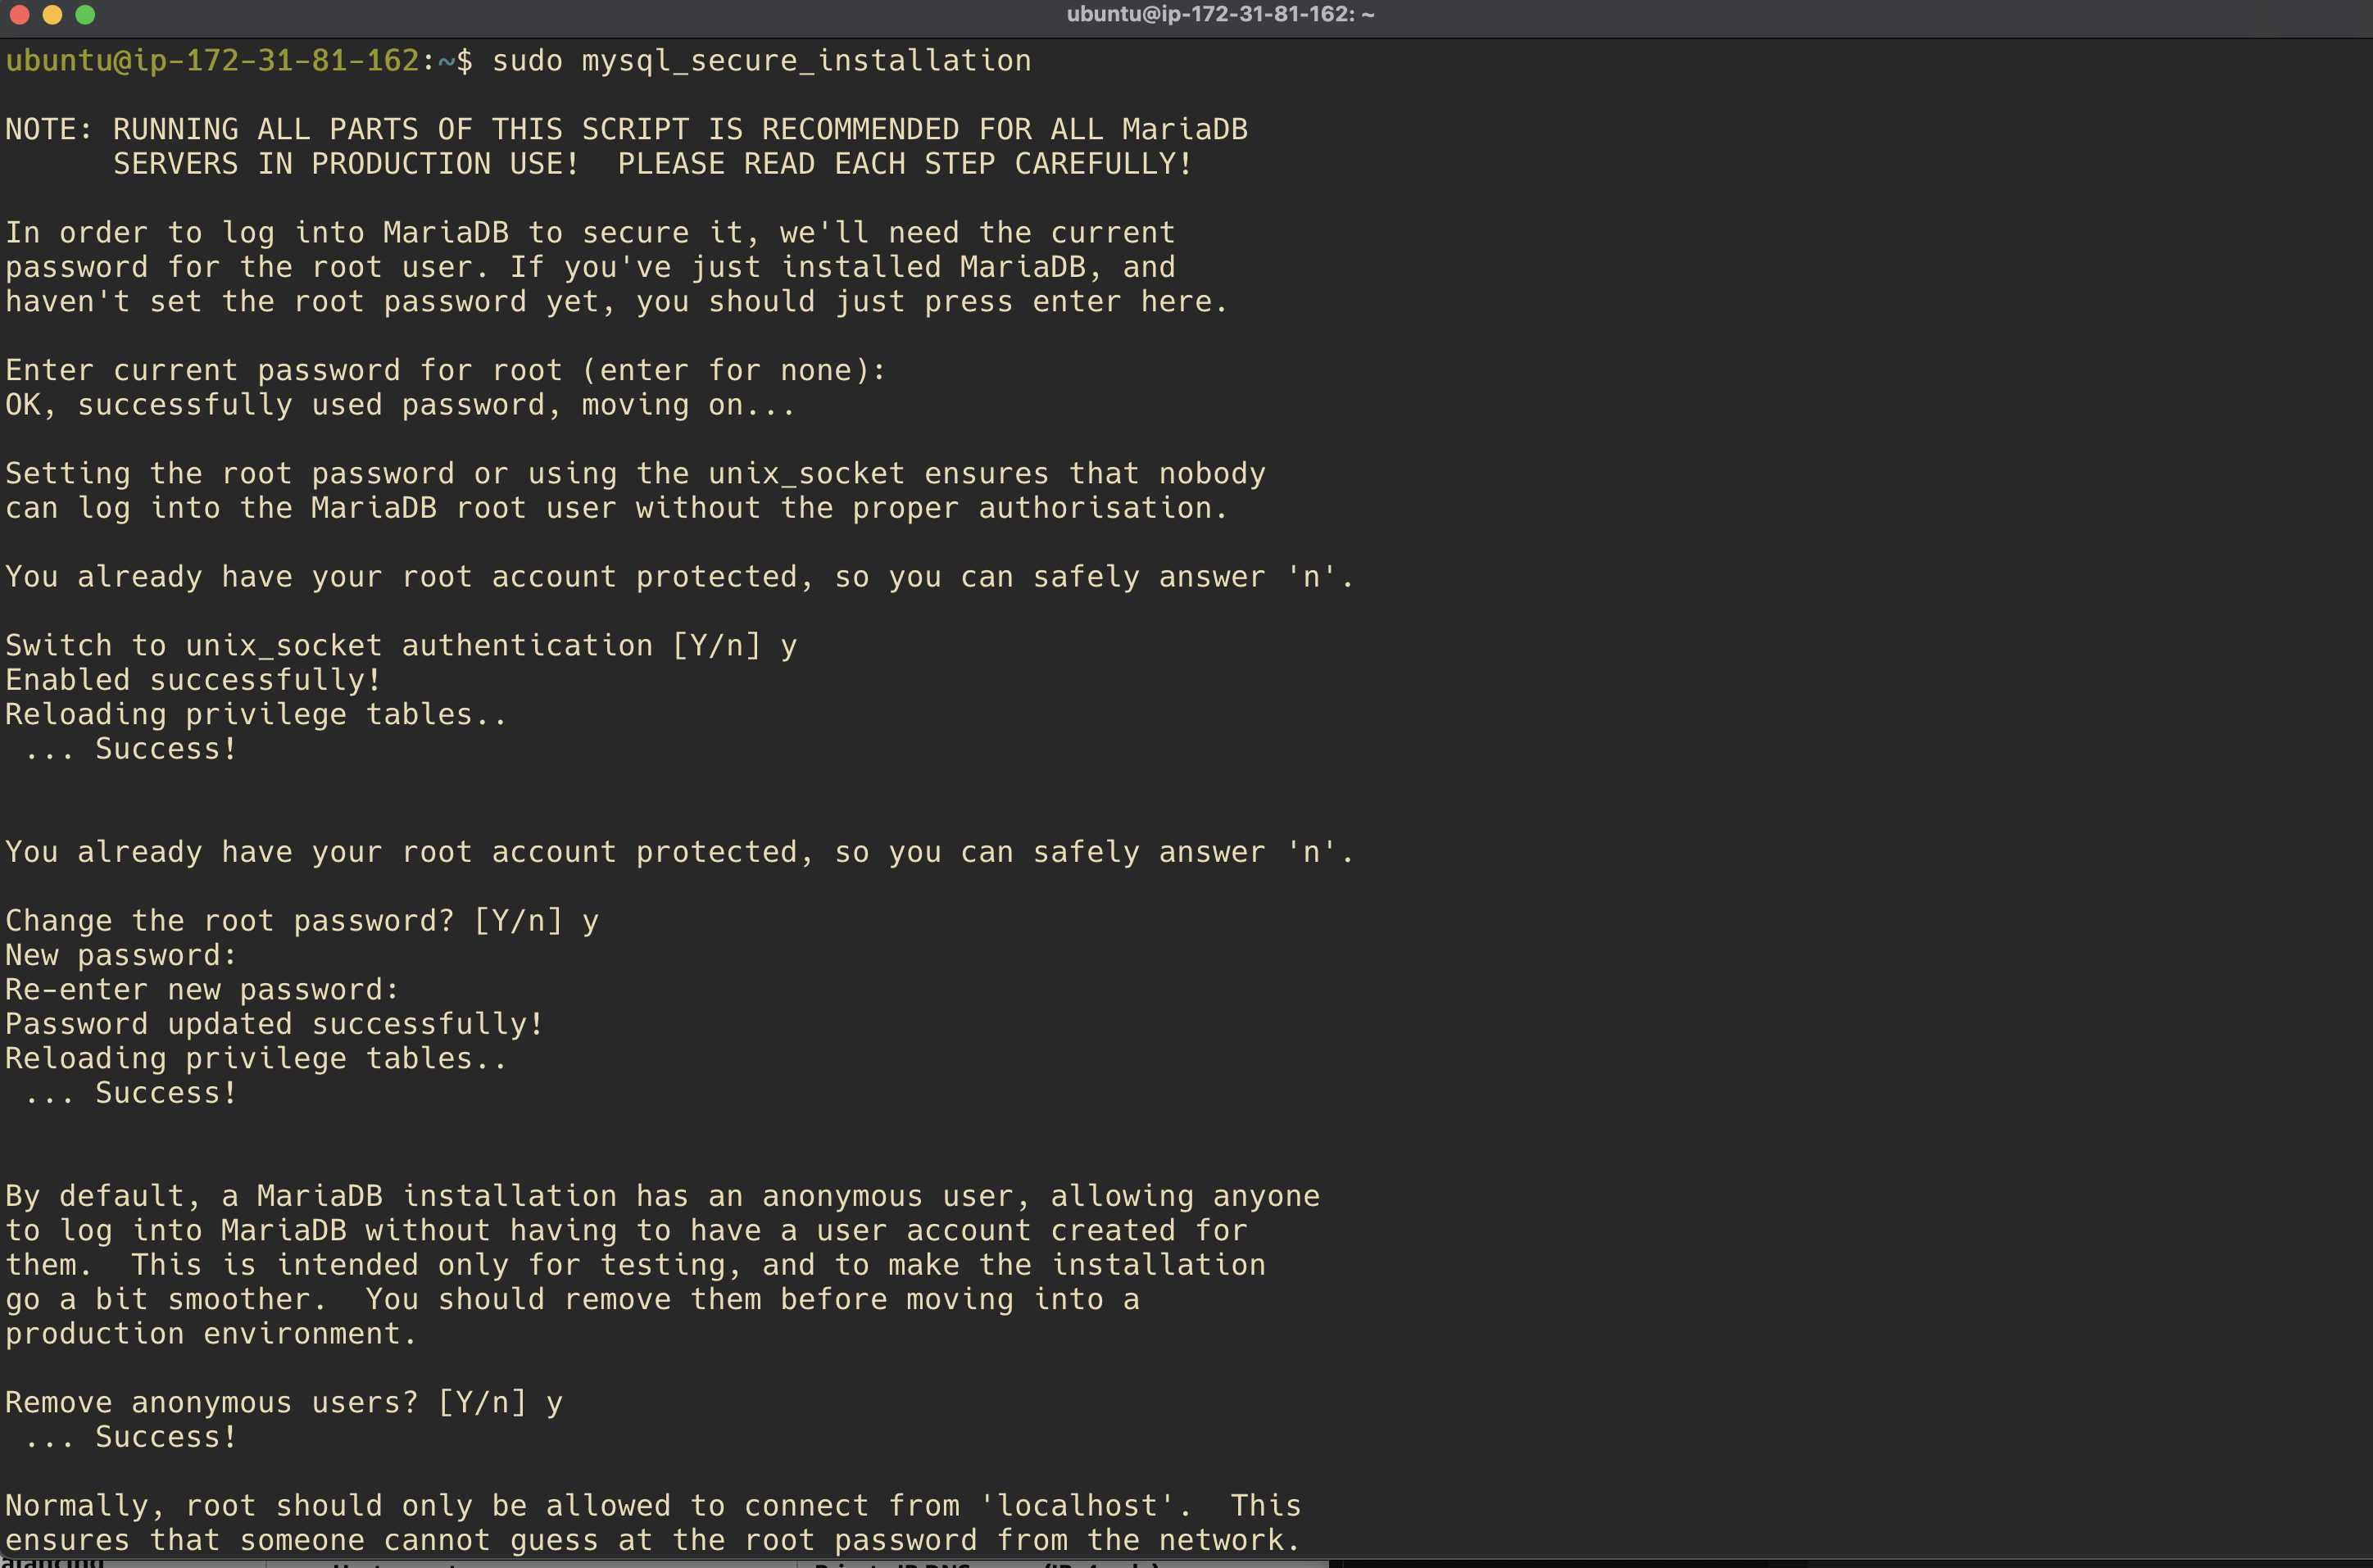 ubuntu@ip-172-31-81-162: ~
ubuntu@ip-172-31-81-162:~$ sudo mysql_secure_installation
NOTE: RUNNING ALL PARTS OF THIS SCRIPT IS RECOMMENDED FOR ALL MariaDB
SERVERS IN PRODUCTION USE!  PLEASE READ EACH STEP CAREFULLY!
In order to log into MariaDB to secure it, we'll need the current
password for the root user. If you've just installed MariaDB, and
haven't set the root password yet, you should just press enter here.
Enter current password for root (enter for none):
OK, successfully used password, moving on...
Setting the root password or using the unix_socket ensures that nobody
can log into the MariaDB root user without the proper authorisation.
You already have your root account protected, so you can safely answer 'n'.
Switch to unix_socket authentication [Y/n] y
Enabled successfully!
Reloading privilege tables..
... Success!
You already have your root account protected, so you can safely answer 'n'.
Change the root password? [Y/n] y
New password:
Re-enter new password:
Password updated successfully!
Reloading privilege tables..
... Success!
By default, a MariaDB installation has an anonymous user, allowing anyone
to log into MariaDB without having to have a user account created for
them.  This is intended only for testing, and to make the installation
go a bit smoother.  You should remove them before moving into a
production environment.
Remove anonymous users? [Y/n] y
... Success!
Normally, root should only be allowed to connect from 'localhost'.  This
ensures that someone cannot guess at the root password from the network.